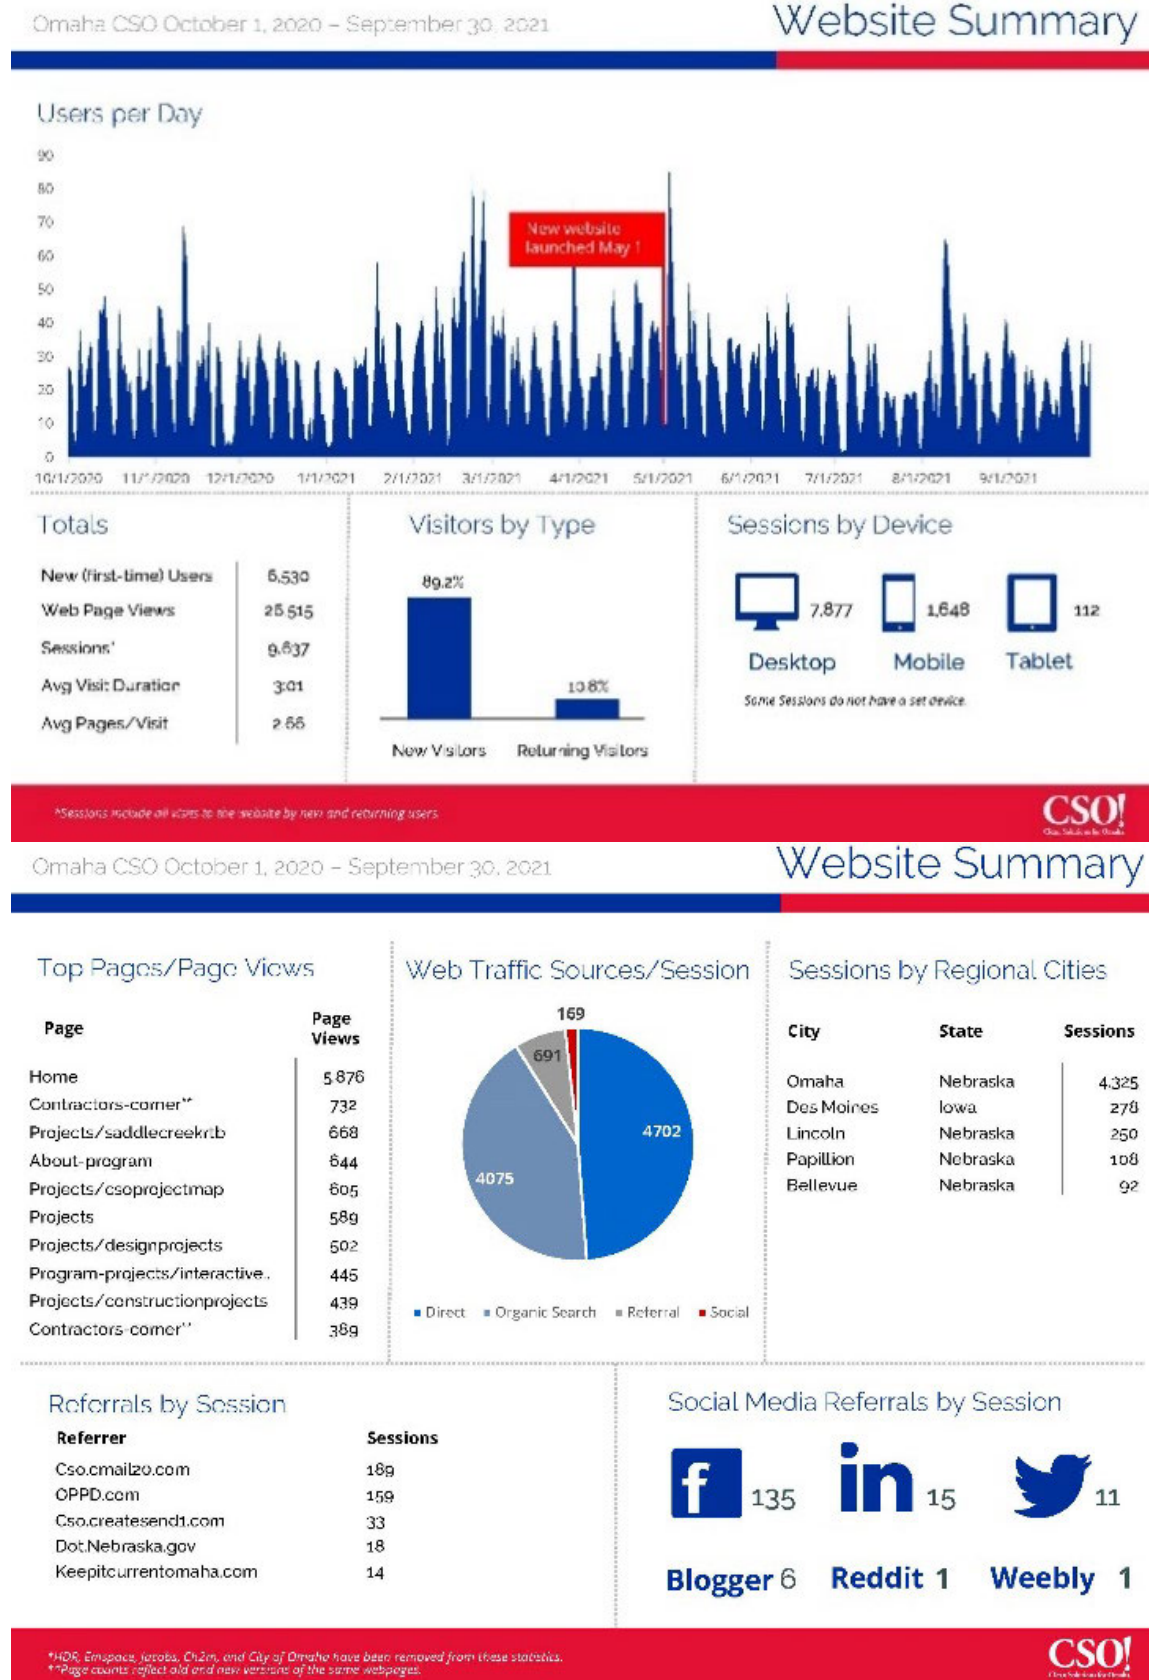 Omaha CSO October 1, 2020 – September 30, 2021
Website Summary
Users per Day
90
80
70
60
50
40
30
20
10
0
New website
launched May 1
10/1/2020 11/1/2020 12/1/2020 1/1/2021 2/1/2021 3/1/2021 4/1/2021 5/1/2021 6/1/2021 7/1/2021 8/1/2021 9/1/2021
Totals
New (first-time) Users 6,530
Web Page Views 25,515
Sessions* 9,637
Avg Visit Duration 3:01
Avg Pages/Visit 2.66
Visitors by Type
89.2%
10.8%
New Visitors Returning Visitors
Sessions by Device
7,877 1,648 112
Desktop Mobile Tablet
Some Sessions do not have a set device.
*Sessions include all visits to the website by new and returning users.
CSO!
Clean Solutions for Omaha
Omaha CSO October 1, 2020 – September 30, 2021
Website Summary
Top Pages/Page Views
Page Page Views
Home 5,876
Contractors-corner** 732
Projects/saddlecreekrtb 668
About-program 644
Projects/csoprojectmap 605
Projects 589
Projects/designprojects 502
Program-projects/interactive.. 445
Projects/constructionprojects 439
Contractors-corner** 389
Web Traffic Sources/Session
169
691
4702
4075
Direct Organic Search Referral Social
Sessions by Regional Cities
City State Sessions
Omaha Nebraska 4,325
Des Moines Iowa 278
Lincoln Nebraska 250
Papillion Nebraska 108
Bellevue Nebraska 92
Referrals by Session
Referrer Sessions
Cso.cmail20.com 189
OPPD.com 159
Cso.createsend1.com 33
Dot.Nebraska.gov 18
Keepitcurrentomaha.com 14
Social Media Referrals by Session
f 135 in 15 11
Blogger 6 Reddit 1 Weebly 1
*HDR, Emspace, Jacobs, Ch2m, and City of Omaha have been removed from these statistics.
**Page counts reflect old and new versions of the same webpages.
CSO!
Clean Solutions for Omaha